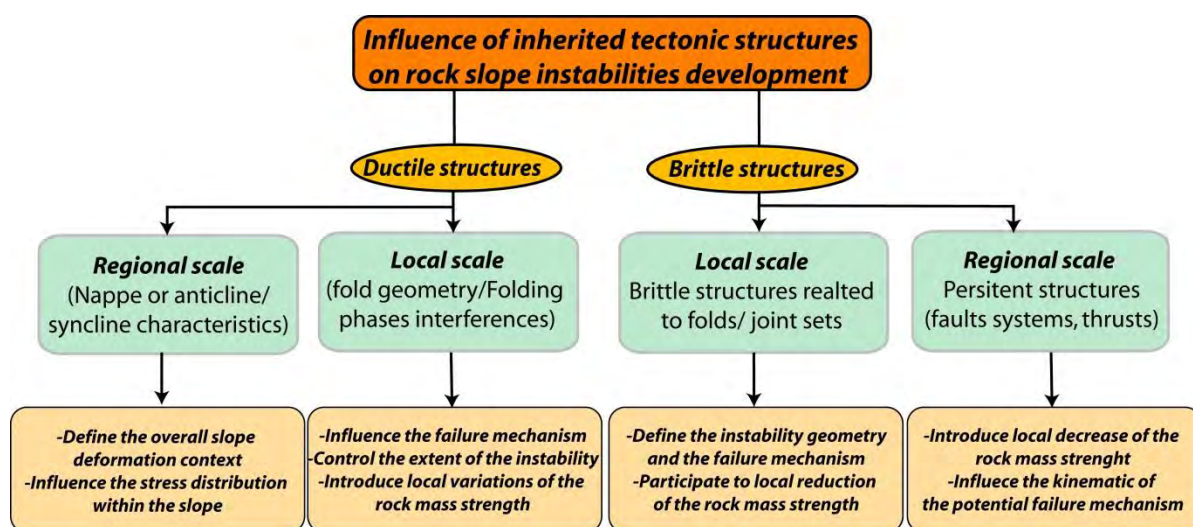 Influence of inherited tectonic structures
on rock slope instabilities development
Ductile structures
Brittle structures
Regional scale
(Nappe or anticline/
syncline characteristics)
Local scale
(fold geometry/Folding
phases interferences)
Local scale
Brittle structures realted
to folds/ joint sets
Regional scale
Persitent structures
(faults systems, thrusts)
-Define the overall slope
deformation context
-Influence the stress distribution
within the slope
-Influence the failure mechanism
-Control the extent of the instability
-Introduce local variations of the
rock mass strength
-Define the instability geometry
and the failure mechanism
-Participate to local reduction
of the rock mass strength
-Introduce local decrease of the
rock mass strenght
-Influece the kinematic of
the potential failure mechanism